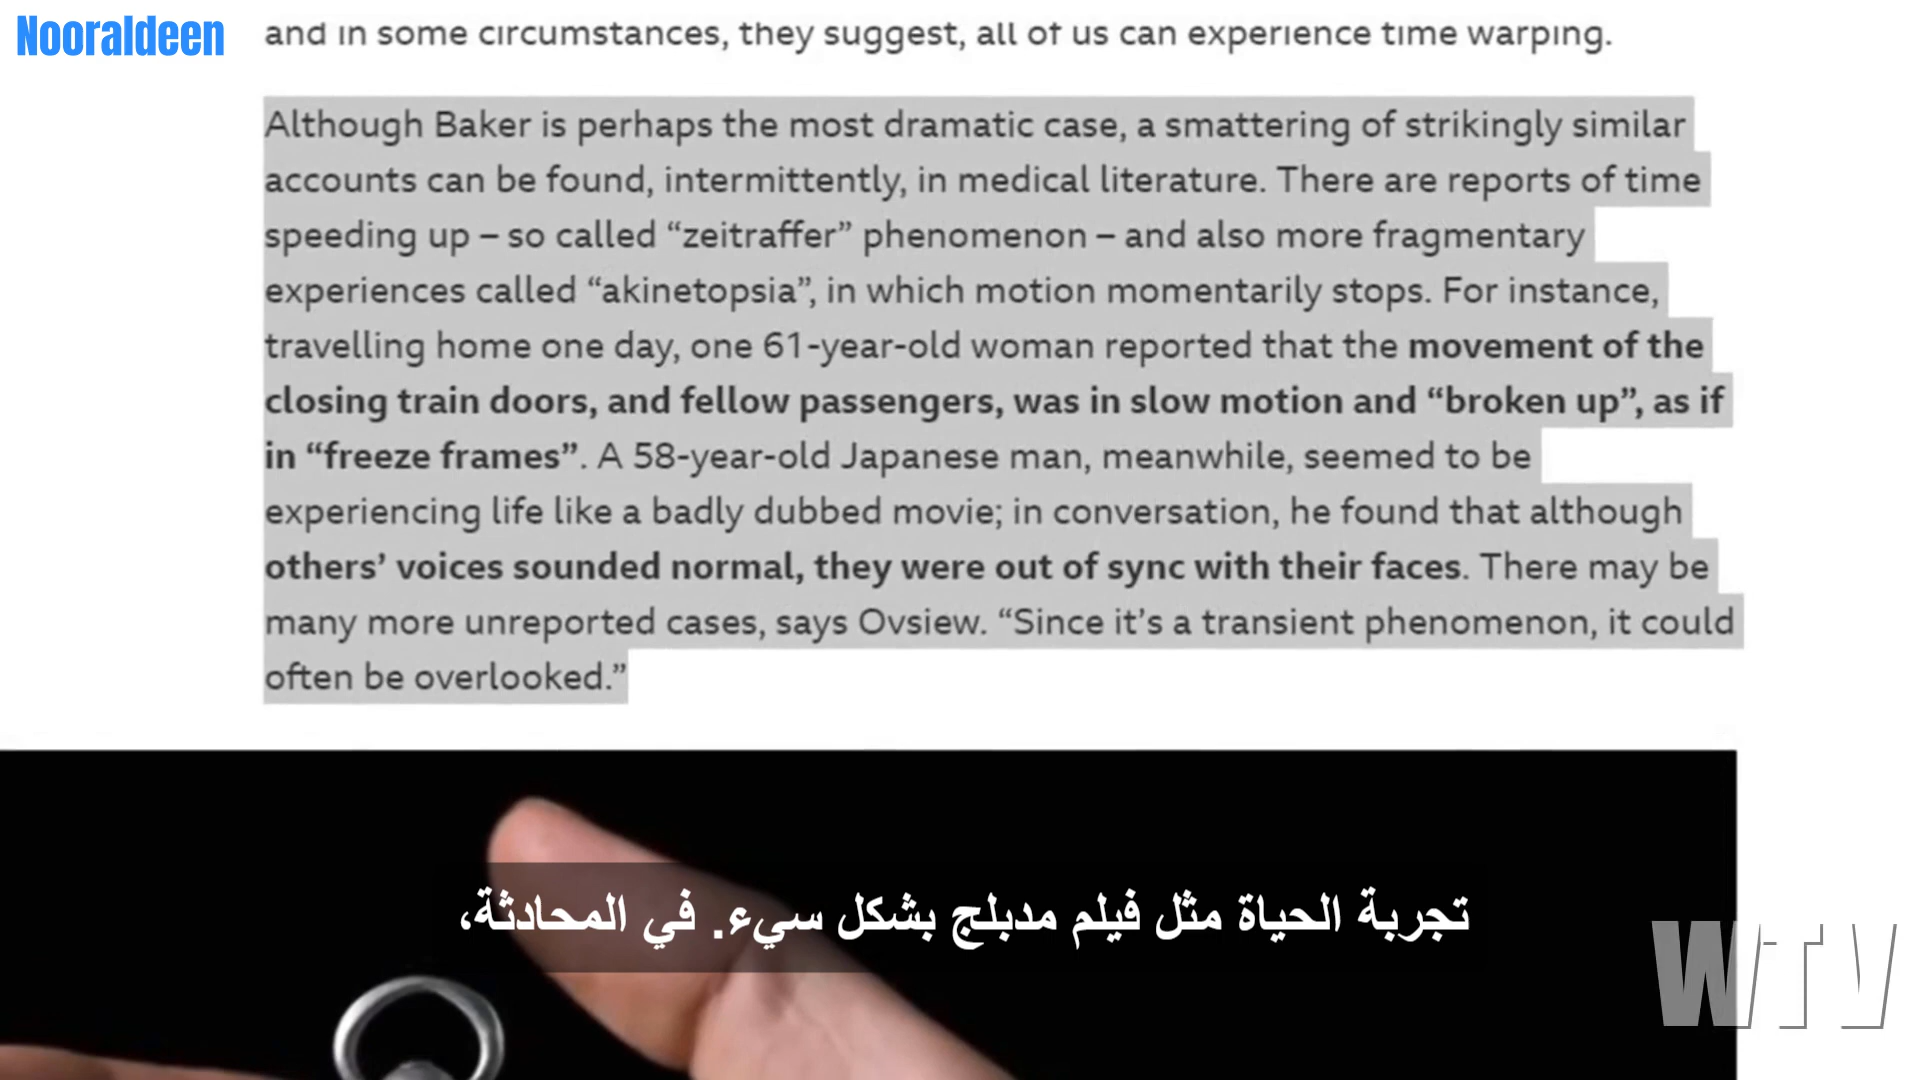 Nooraldeen
and in some circumstances, they suggest, all of us can experience time warping.
Although Baker is perhaps the most dramatic case, a smattering of strikingly similar
accounts can be found, intermittently, in medical literature. There are reports of time
speeding up – so called “zeitraffer” phenomenon – and also more fragmentary
experiences called “akinetopsia”, in which motion momentarily stops. For instance,
travelling home one day, one 61-year-old woman reported that the movement of the
closing train doors, and fellow passengers, was in slow motion and “broken up”, as if
in “freeze frames”. A 58-year-old Japanese man, meanwhile, seemed to be
experiencing life like a badly dubbed movie; in conversation, he found that although
others’ voices sounded normal, they were out of sync with their faces. There may be
many more unreported cases, says Ovsiew. “Since it’s a transient phenomenon, it could
often be overlooked.”
تجربة الحياة مثل فيلم مدبلج بشكل سيء. في المحادثة،
WTV